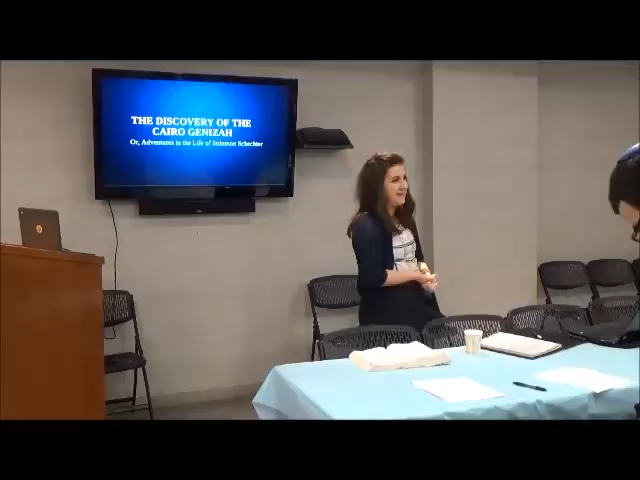 THE DISCOVERY OF THE
CAIRO GENIZAH
Or, Adventures in the Life of Solomon Schechter